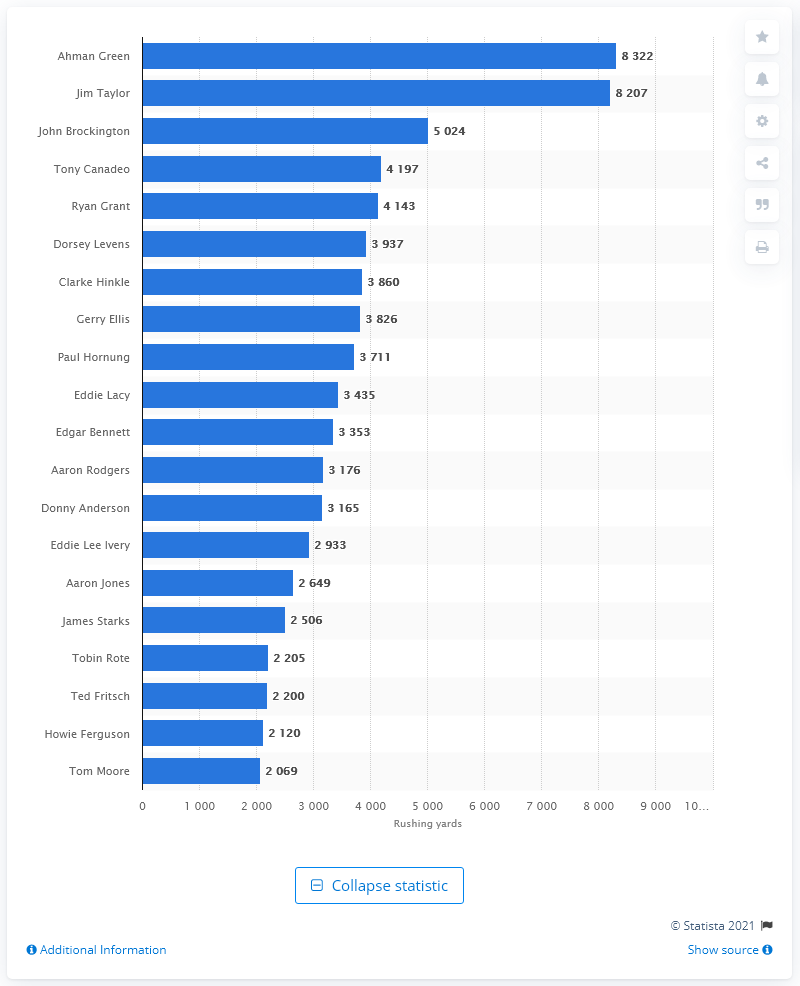 Ahman Green 8 322
Jim Taylor 8 207
John Brockington 5 024
Tony Canadeo 4 197
Ryan Grant 4 143
Dorsey Levens 3 937
Clarke Hinkle 3 860
Gerry Ellis 3 826
Paul Hornung 3 711
Eddie Lacy 3 435
Edgar Bennett 3 353
Aaron Rodgers 3 176
Donny Anderson 3 165
Eddie Lee Ivery 2 933
Aaron Jones 2 649
James Starks 2 506
Tobin Rote 2 205
Ted Fritsch 2 200
Howie Ferguson 2 120
Tom Moore 2 069
0 1 000 2 000 3 000 4 000 5 000 6 000 7 000 8 000 9 000 10...
Rushing yards
Collapse statistic
© Statista 2021
Additional Information Show source